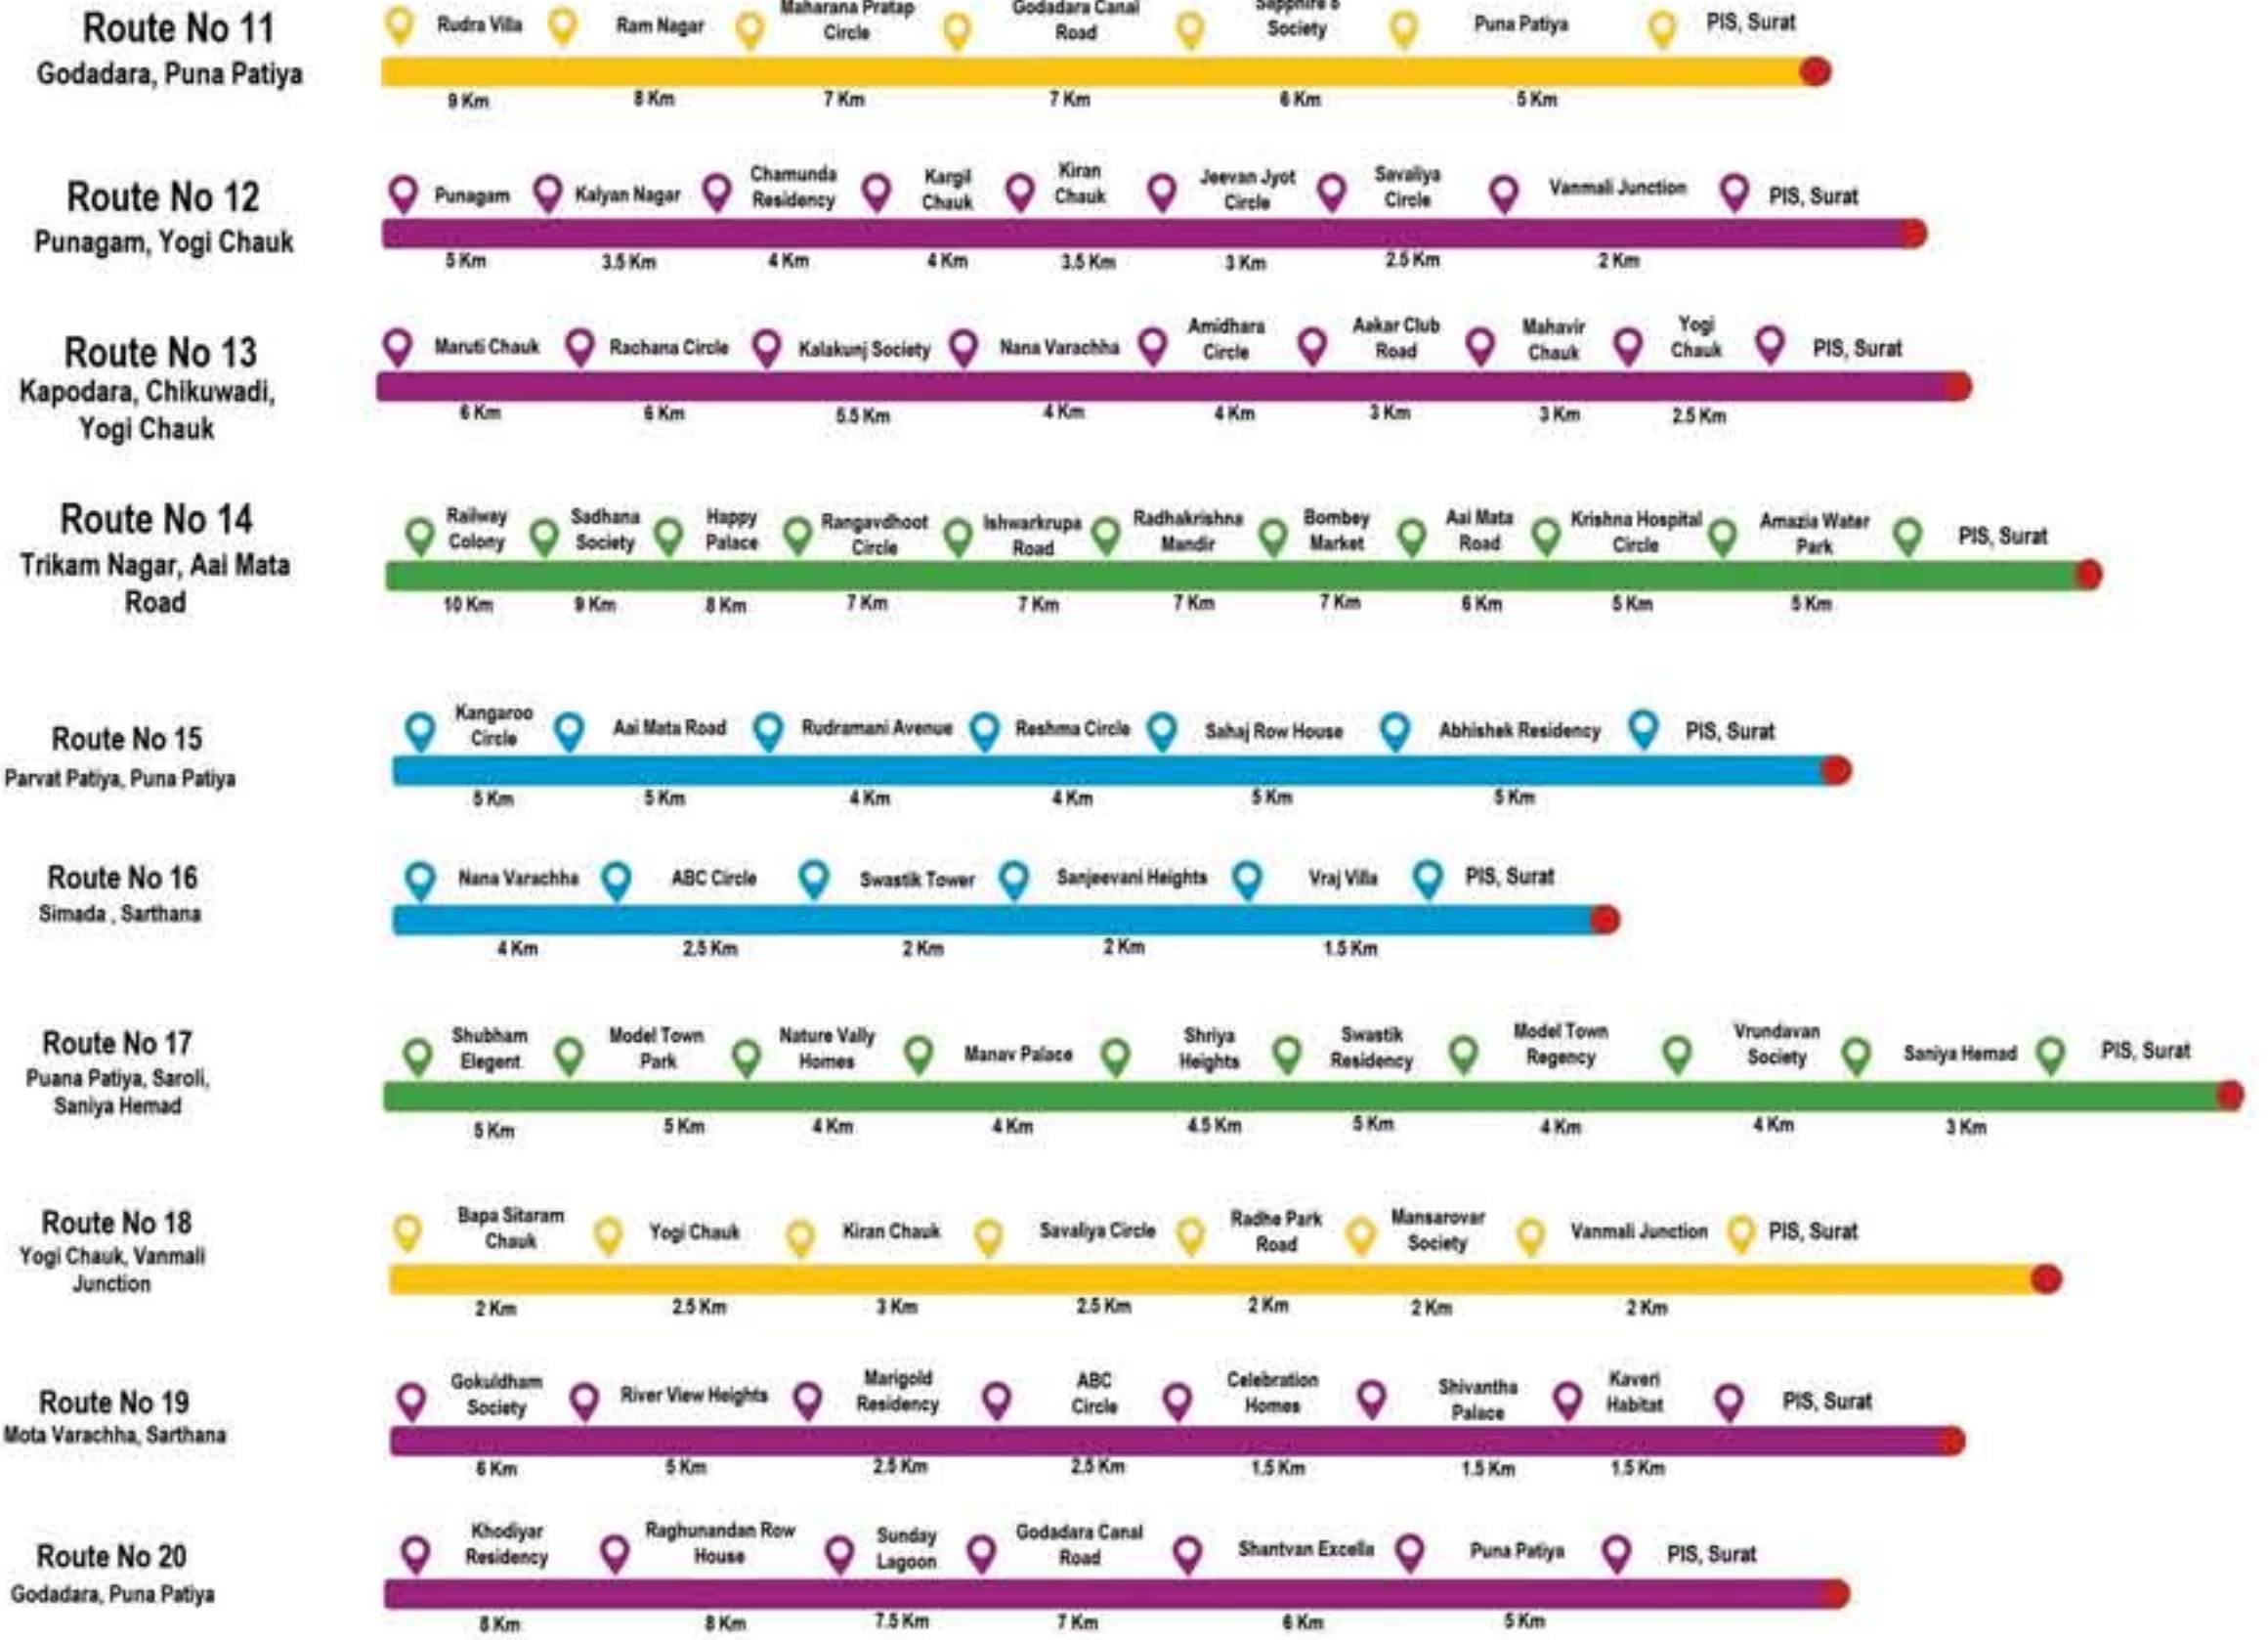 Route No 11
Godadara, Puna Patiya
Rudra Villa
Ram Nagar
Maharana Pratap
Circle
Godadara Canal
Road
Sapphire 8
Society
Puna Patiya
PIS, Surat
9 Km
8 Km
7 Km
7 Km
6 Km
5 Km
Route No 12
Punagam, Yogi Chauk
Punagam
Kalyan Nagar
Chamunda
Residency
Kargil
Chauk
Kiran
Chauk
Jeevan Jyot
Circle
Savaliya
Circle
Vanmali Junction
PIS, Surat
5 Km
3.5 Km
4 Km
4 Km
3.5 Km
3 Km
2.5 Km
2 Km
Route No 13
Kapodara, Chikuwadi,
Yogi Chauk
Maruti Chauk
Rachana Circle
Kalakunj Society
Nana Varachha
Amidhara
Circle
Aakar Club
Road
Mahavir
Chauk
Yogi
Chauk
PIS, Surat
6 Km
6 Km
5.5 Km
4 Km
4 Km
3 Km
3 Km
2.5 Km
Route No 14
Trikam Nagar, Aai Mata
Road
Railway
Colony
Sadhana
Society
Happy
Palace
Rangavdhoot
Circle
Ishwarkrupa
Road
Radhakrishna
Mandir
Bombey
Market
Aai Mata
Road
Krishna Hospital
Circle
Amazia Water
Park
PIS, Surat
10 Km
9 Km
8 Km
7 Km
7 Km
7 Km
7 Km
6 Km
5 Km
5 Km
Route No 15
Parvat Patiya, Puna Patiya
Kangaroo
Circle
Aai Mata Road
Rudramani Avenue
Reshma Circle
Sahaj Row House
Abhishek Residency
PIS, Surat
5 Km
5 Km
4 Km
4 Km
5 Km
5 Km
Route No 16
Simada , Sarthana
Nana Varachha
ABC Circle
Swastik Tower
Sanjeevani Heights
Vraj Villa
PIS, Surat
4 Km
2.5 Km
2 Km
2 Km
1.5 Km
Route No 17
Puana Patiya, Saroli,
Saniya Hemad
Shubham
Elegent
Model Town
Park
Nature Vally
Homes
Manav Palace
Shriya
Heights
Swastik
Residency
Model Town
Regency
Vrundavan
Society
Saniya Hemad
PIS, Surat
5 Km
5 Km
4 Km
4 Km
4.5 Km
5 Km
4 Km
4 Km
3 Km
Route No 18
Yogi Chauk, Vanmali
Junction
Bapa Sitaram
Chauk
Yogi Chauk
Kiran Chauk
Savaliya Circle
Radhe Park
Road
Mansarovar
Society
Vanmali Junction
PIS, Surat
2 Km
2.5 Km
3 Km
2.5 Km
2 Km
2 Km
2 Km
Route No 19
Mota Varachha, Sarthana
Gokuldham
Society
River View Heights
Marigold
Residency
ABC
Circle
Celebration
Homes
Shivantha
Palace
Kaveri
Habitat
PIS, Surat
6 Km
5 Km
2.5 Km
2.5 Km
1.5 Km
1.5 Km
1.5 Km
Route No 20
Godadara, Puna Patiya
Khodiyar
Residency
Raghunandan Row
House
Sunday
Lagoon
Godadara Canal
Road
Shantvan Excella
Puna Patiya
PIS, Surat
8 Km
8 Km
7.5 Km
7 Km
6 Km
5 Km